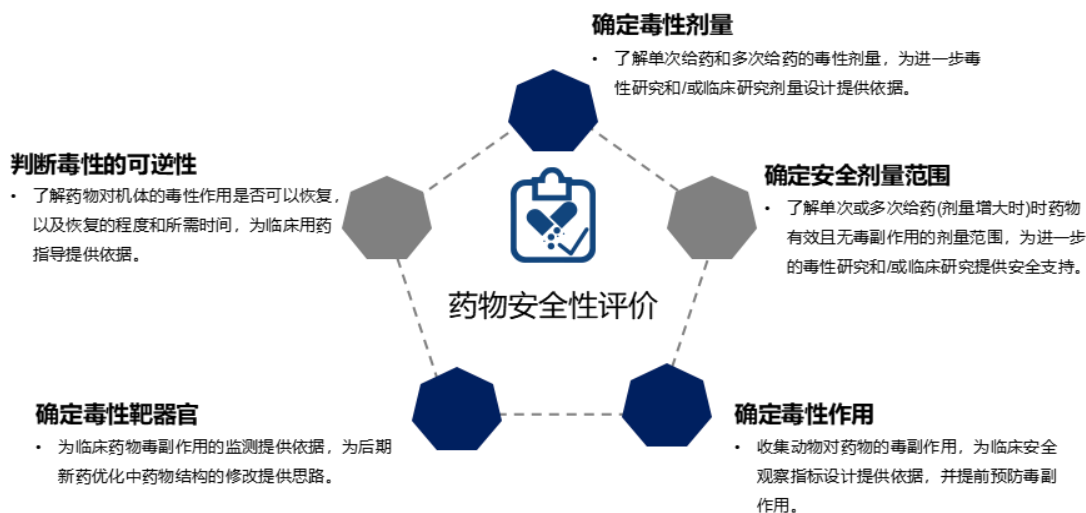 确定毒性剂量
• 了解单次给药和多次给药的毒性剂量，为进一步毒
性研究和/或临床研究剂量设计提供依据。
判断毒性的可逆性
• 了解药物对机体的毒性作用是否可以恢复，
以及恢复的程度和所需时间，为临床用药
指导提供依据。
确定安全剂量范围
• 了解单次或多次给药(剂量增大时)时药物
有效且无毒副作用的剂量范围，为进一步
的毒性研究和/或临床研究提供安全支持。
药物安全性评价
确定毒性靶器官
• 为临床药物毒副作用的监测提供依据，为后期
新药优化中药物结构的修改提供思路。
确定毒性作用
• 收集动物对药物的毒副作用，为临床安全
观察指标设计提供依据，并提前预防毒副
作用。